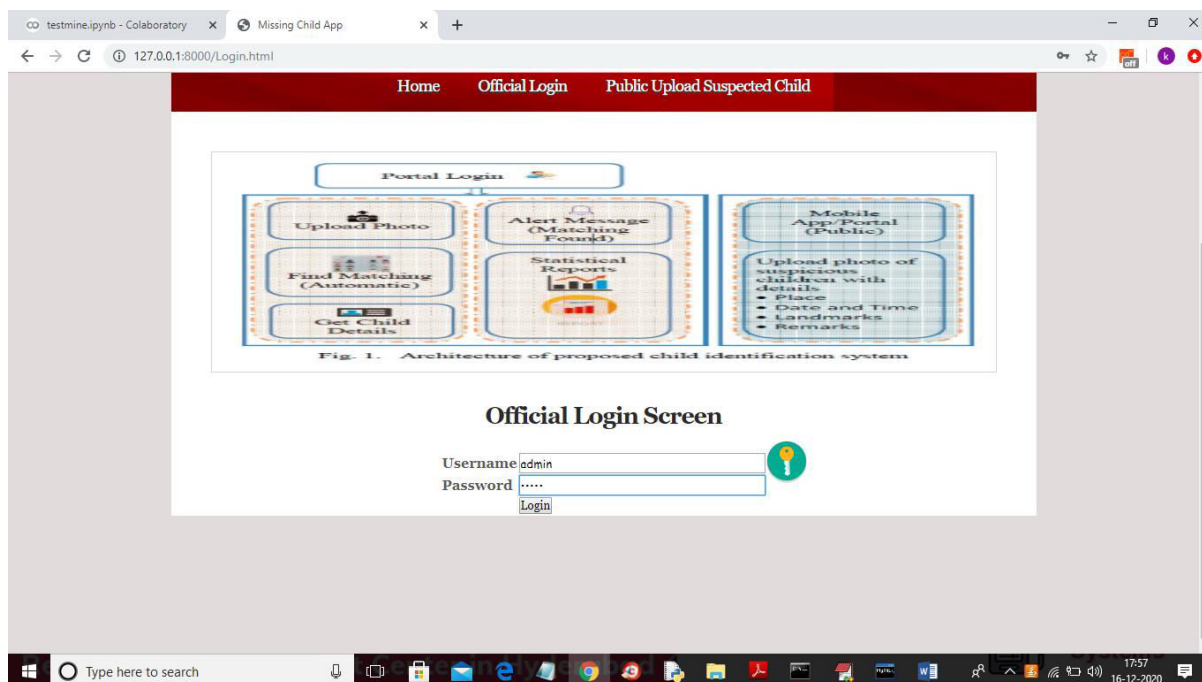 testmine.ipynb - Colaboratory
Missing Child App
127.0.0.1:8000/Login.html
off
k
Home Official Login Public Upload Suspected Child
Portal Login
Upload Photo
Find Matching
(Automatic)
Get Child
Details
Alert Message
(Matching
Found)
Statistical
Reports
Mobile
App/Portal
(Public)
Upload photo of
suspicious
children with
details
• Place
• Date and Time
• Landmarks
• Remarks
Fig. 1. Architecture of proposed child identification system
Official Login Screen
Username admin
Password •••••
Login
Type here to search
17:57
16-12-2020